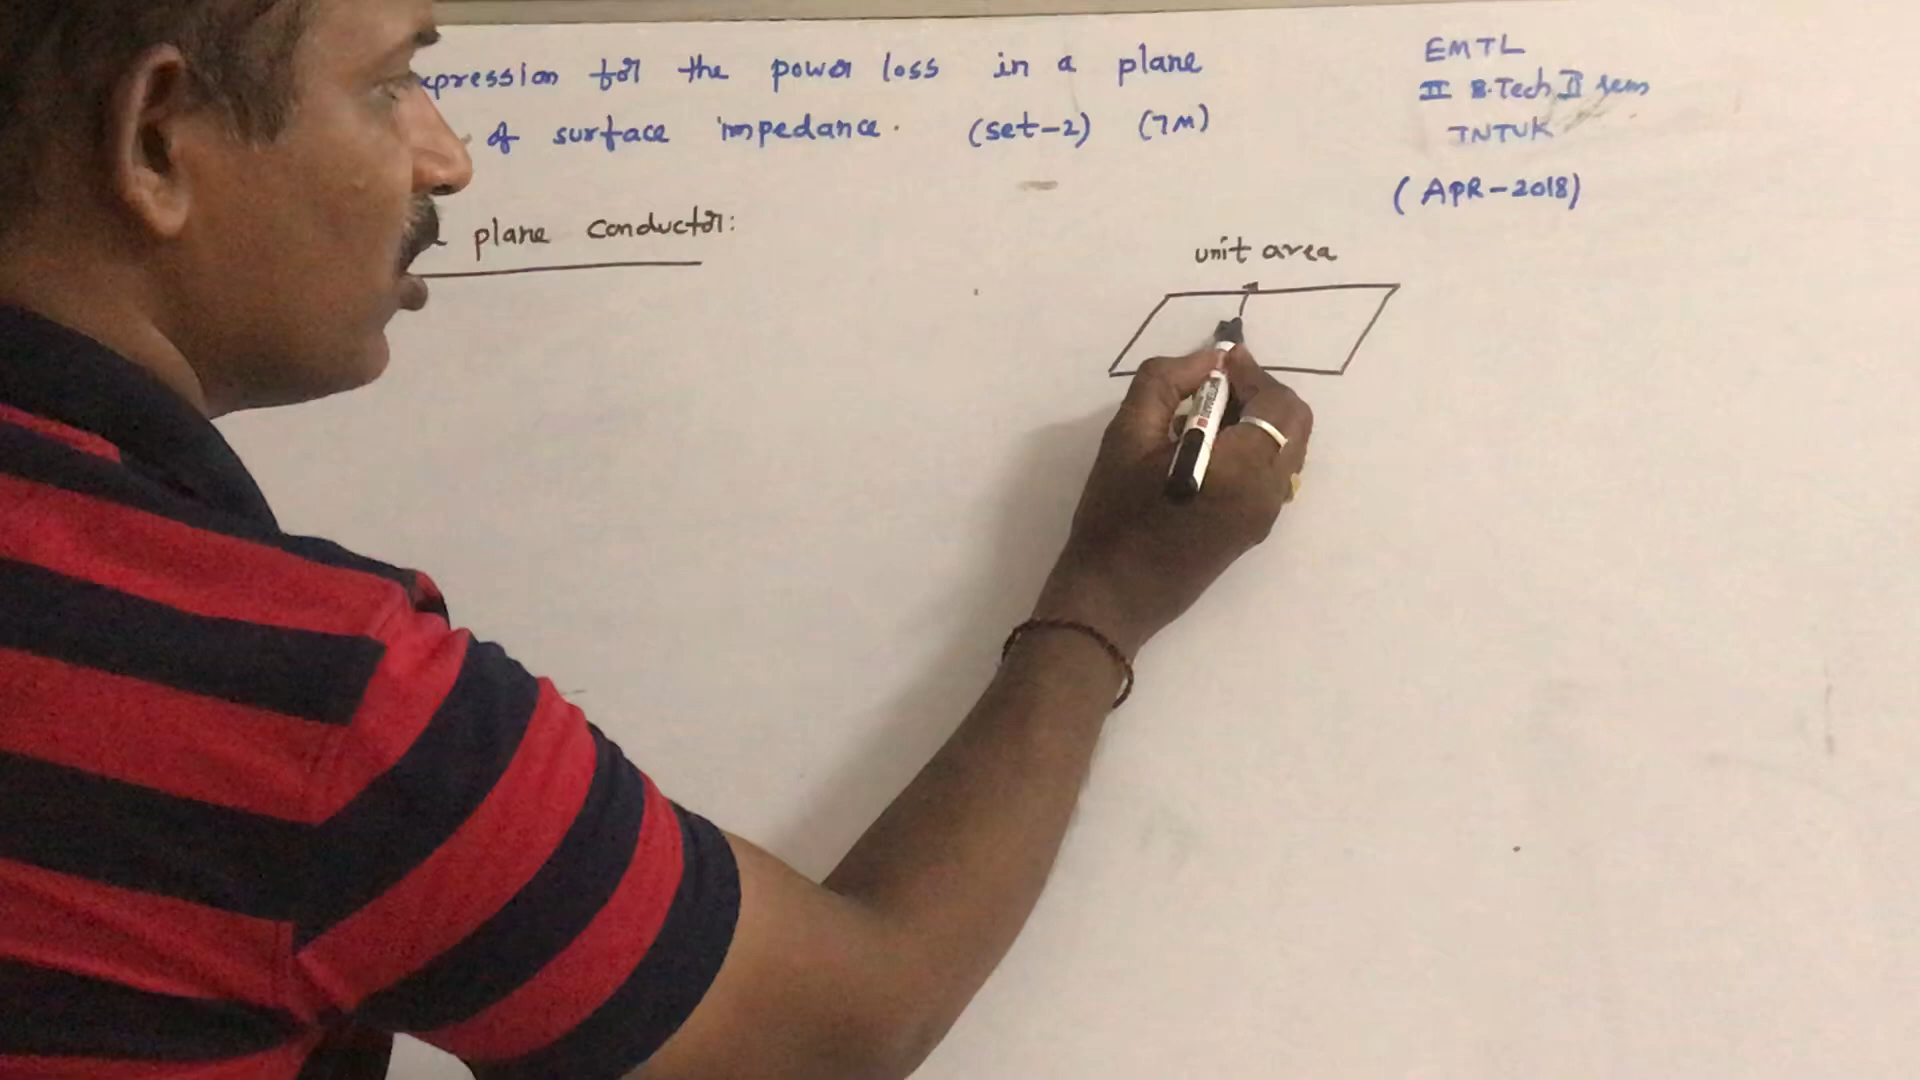 xpression for the power loss in a plane
of surface impedance. (set-2) (7M)
EMTL
II B.Tech II sem
JNTUK
(APR-2018)
plane conductor:
unit area